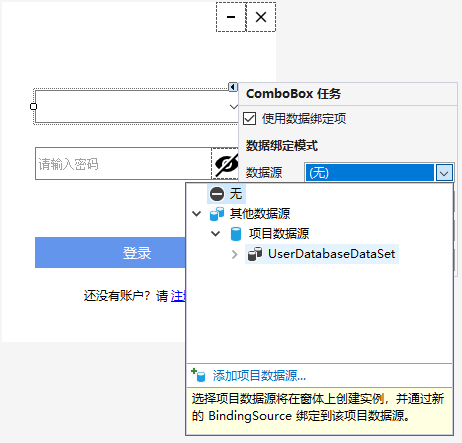 ComboBox 任务
使用数据绑定项
数据绑定模式
数据源
(无)
请输入密码
无
其他数据源
项目数据源
UserDatabaseDataSet
登录
还没有账户？请
添加项目数据源...
选择项目数据源将在窗体上创建实例，并通过新
的 BindingSource 绑定到该项目数据源。